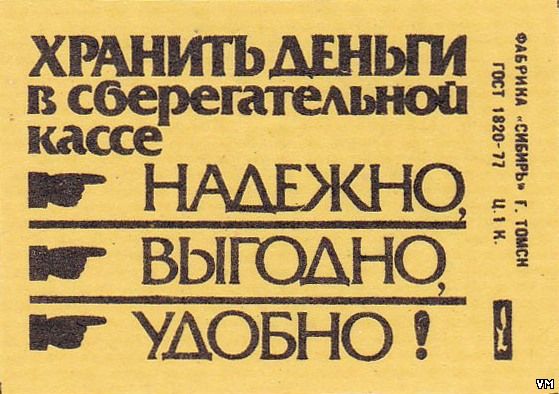 ХРАНИТЬ ДЕНЬГИ
в сберегательной
кассе
НАДЕЖНО,
ВЫГОДНО,
УДОБНО!
ФАБРИКА «СИБИРЬ» Г. ТОМСК
ГОСТ 1820-77 Ц 1 К.
VM